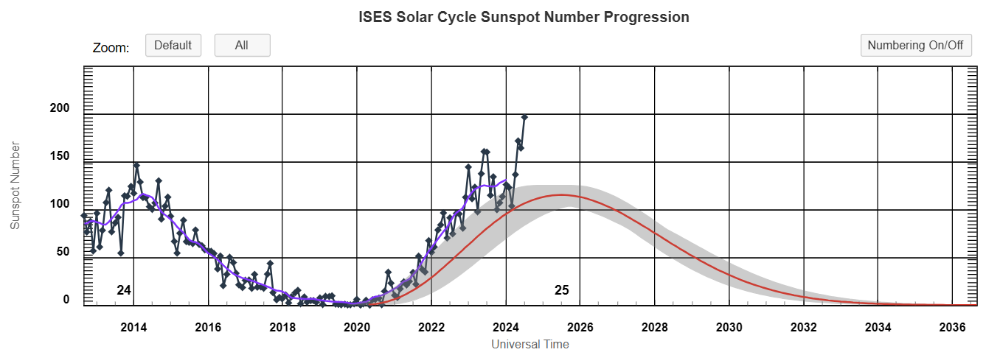 ISES Solar Cycle Sunspot Number Progression
Zoom: Default All Numbering On/Off
Sunspot Number
200
150
100
50
0
24 25
2014 2016 2018 2020 2022 2024 2026 2028 2030 2032 2034 2036
Universal Time